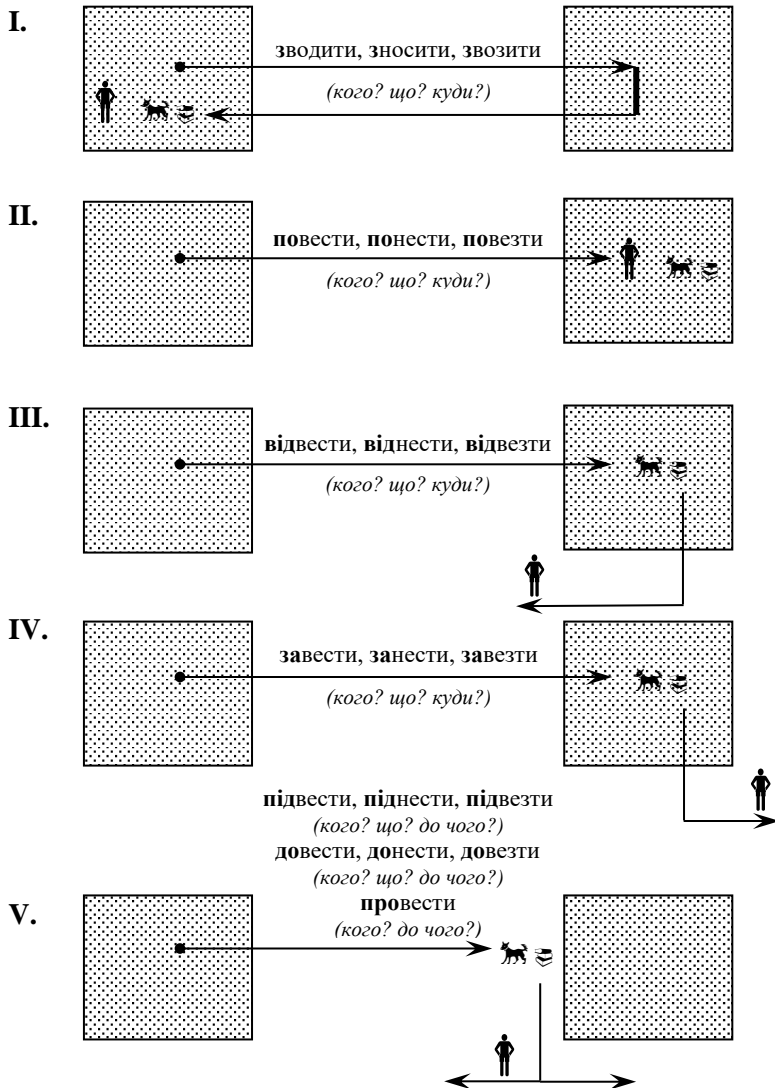 I.
зводити, зносити, звозити
(кого? що? куди?)
II.
повести, понести, повезти
(кого? що? куди?)
III.
відвести, віднести, відвезти
(кого? що? куди?)
IV.
завести, занести, завезти
(кого? що? куди?)
підвести, піднести, підвезти
(кого? що? до чого?)
довести, донести, довезти
(кого? що? до чого?)
V.
провести
(кого? до чого?)